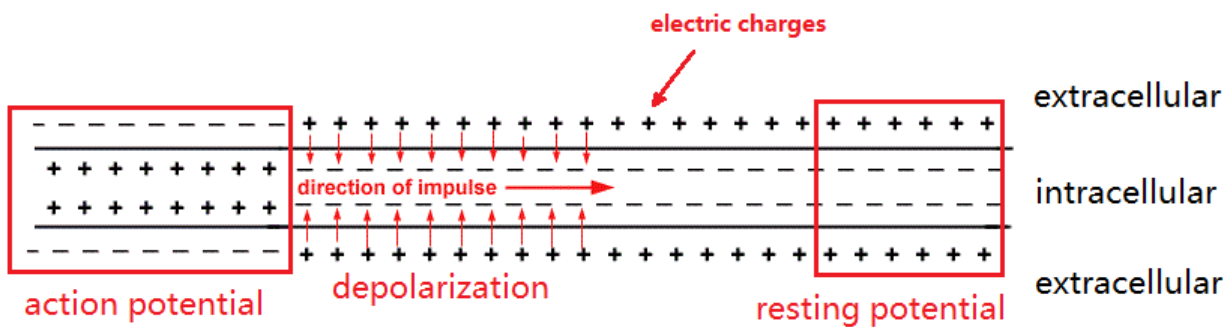 electric charges
extracellular
direction of impulse
intracellular
extracellular
action potential
depolarization
resting potential